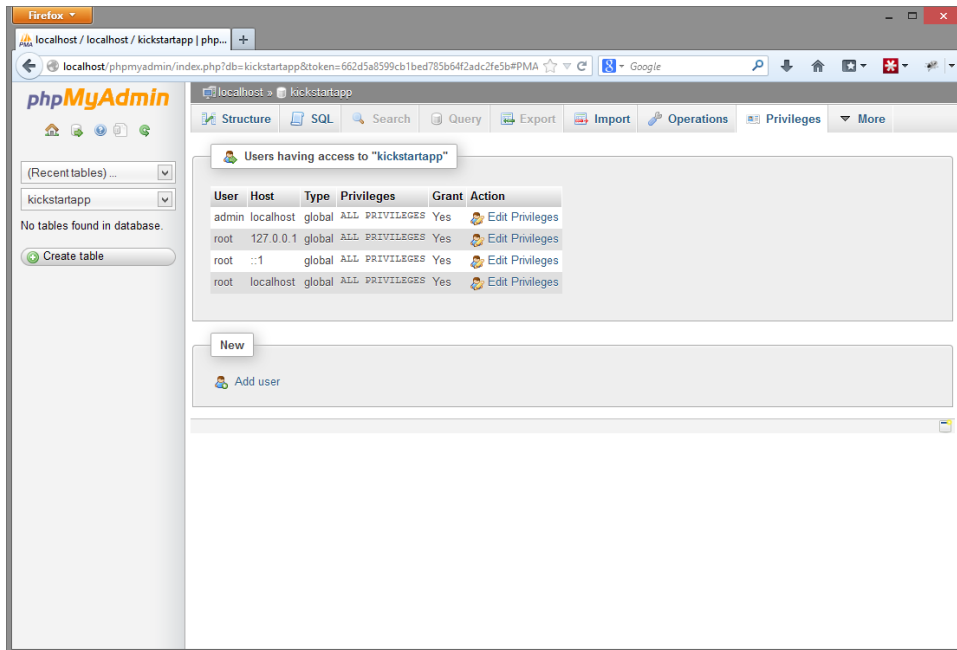 Firefox
localhost / localhost / kickstartapp | php...
localhost/phpmyadmin/index.php?db=kickstartapp&token=662d5a8599cb1bed785b64f2adc2fe5b#PMA
8 Google
phpMyAdmin
localhost » kickstartapp
Structure SQL Search Query Export Import Operations Privileges More
(Recent tables) ...
kickstartapp
No tables found in database.
Create table
Users having access to "kickstartapp"
User Host Type Privileges Grant Action
admin localhost global ALL PRIVILEGES Yes Edit Privileges
root 127.0.0.1 global ALL PRIVILEGES Yes Edit Privileges
root ::1 global ALL PRIVILEGES Yes Edit Privileges
root localhost global ALL PRIVILEGES Yes Edit Privileges
New
Add user